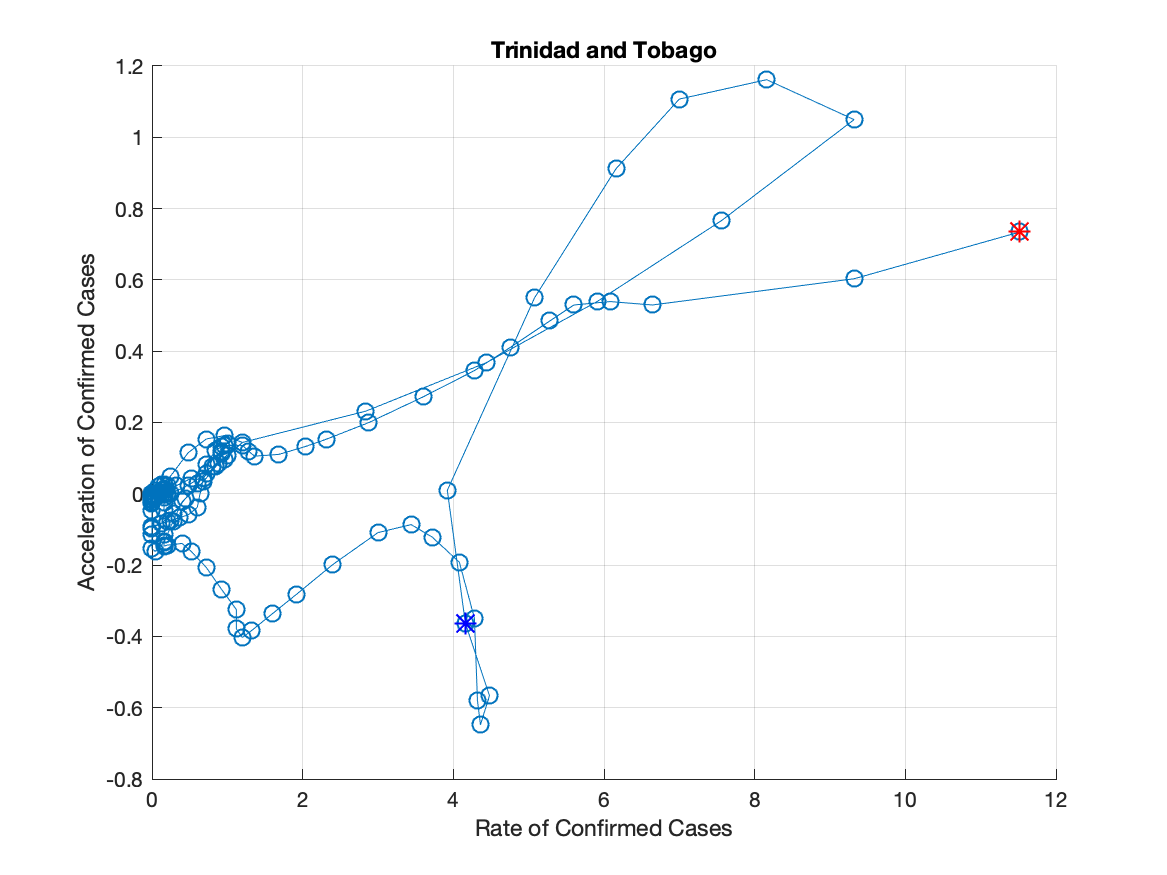 Trinidad and Tobago
1.2
1
0.8
0.6
0.4
0.2
0
-0.2
-0.4
-0.6
-0.8
Acceleration of Confirmed Cases
0 2 4 6 8 10 12
Rate of Confirmed Cases